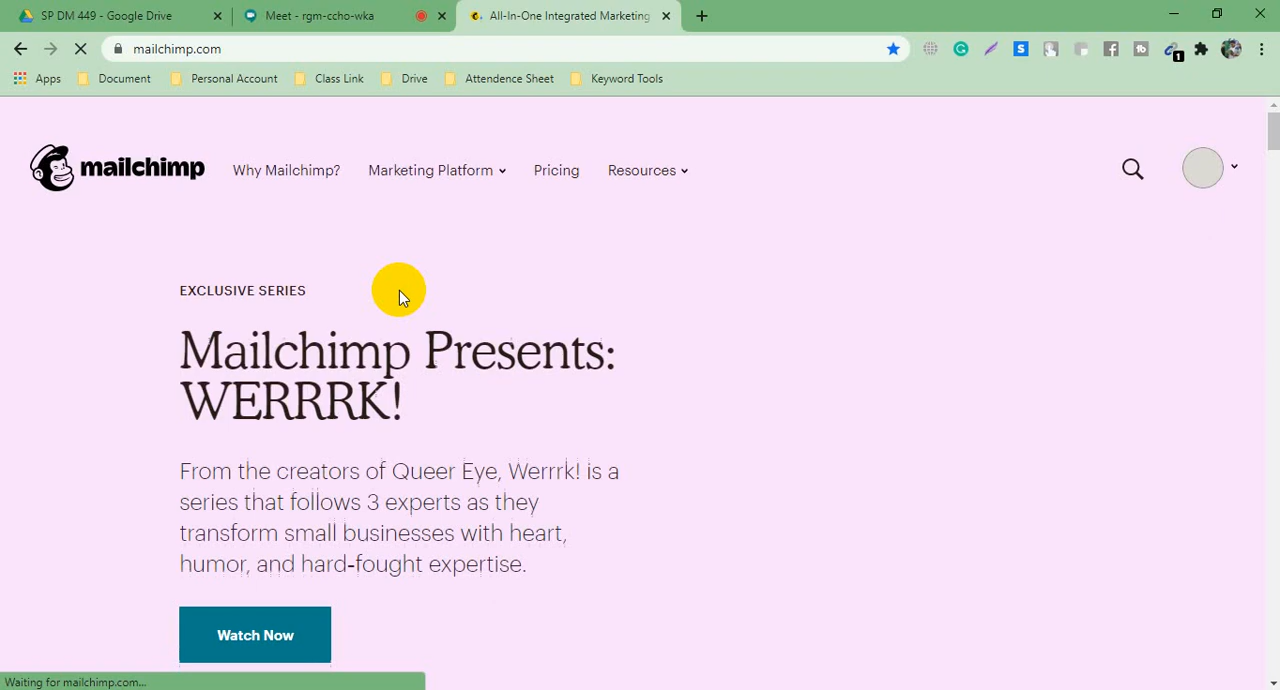 SP DM 449 - Google Drive
Meet - rgm-ccho-wka
All-In-One Integrated Marketing
mailchimp.com
1
Apps
Document
Personal Account
Class Link
Drive
Attendence Sheet
Keyword Tools
mailchimp
Why Mailchimp?
Marketing Platform
Pricing
Resources
EXCLUSIVE SERIES
Mailchimp Presents:
WERRRK!
From the creators of Queer Eye, Werrrk! is a
series that follows 3 experts as they
transform small businesses with heart,
humor, and hard-fought expertise.
Watch Now
Waiting for mailchimp.com...